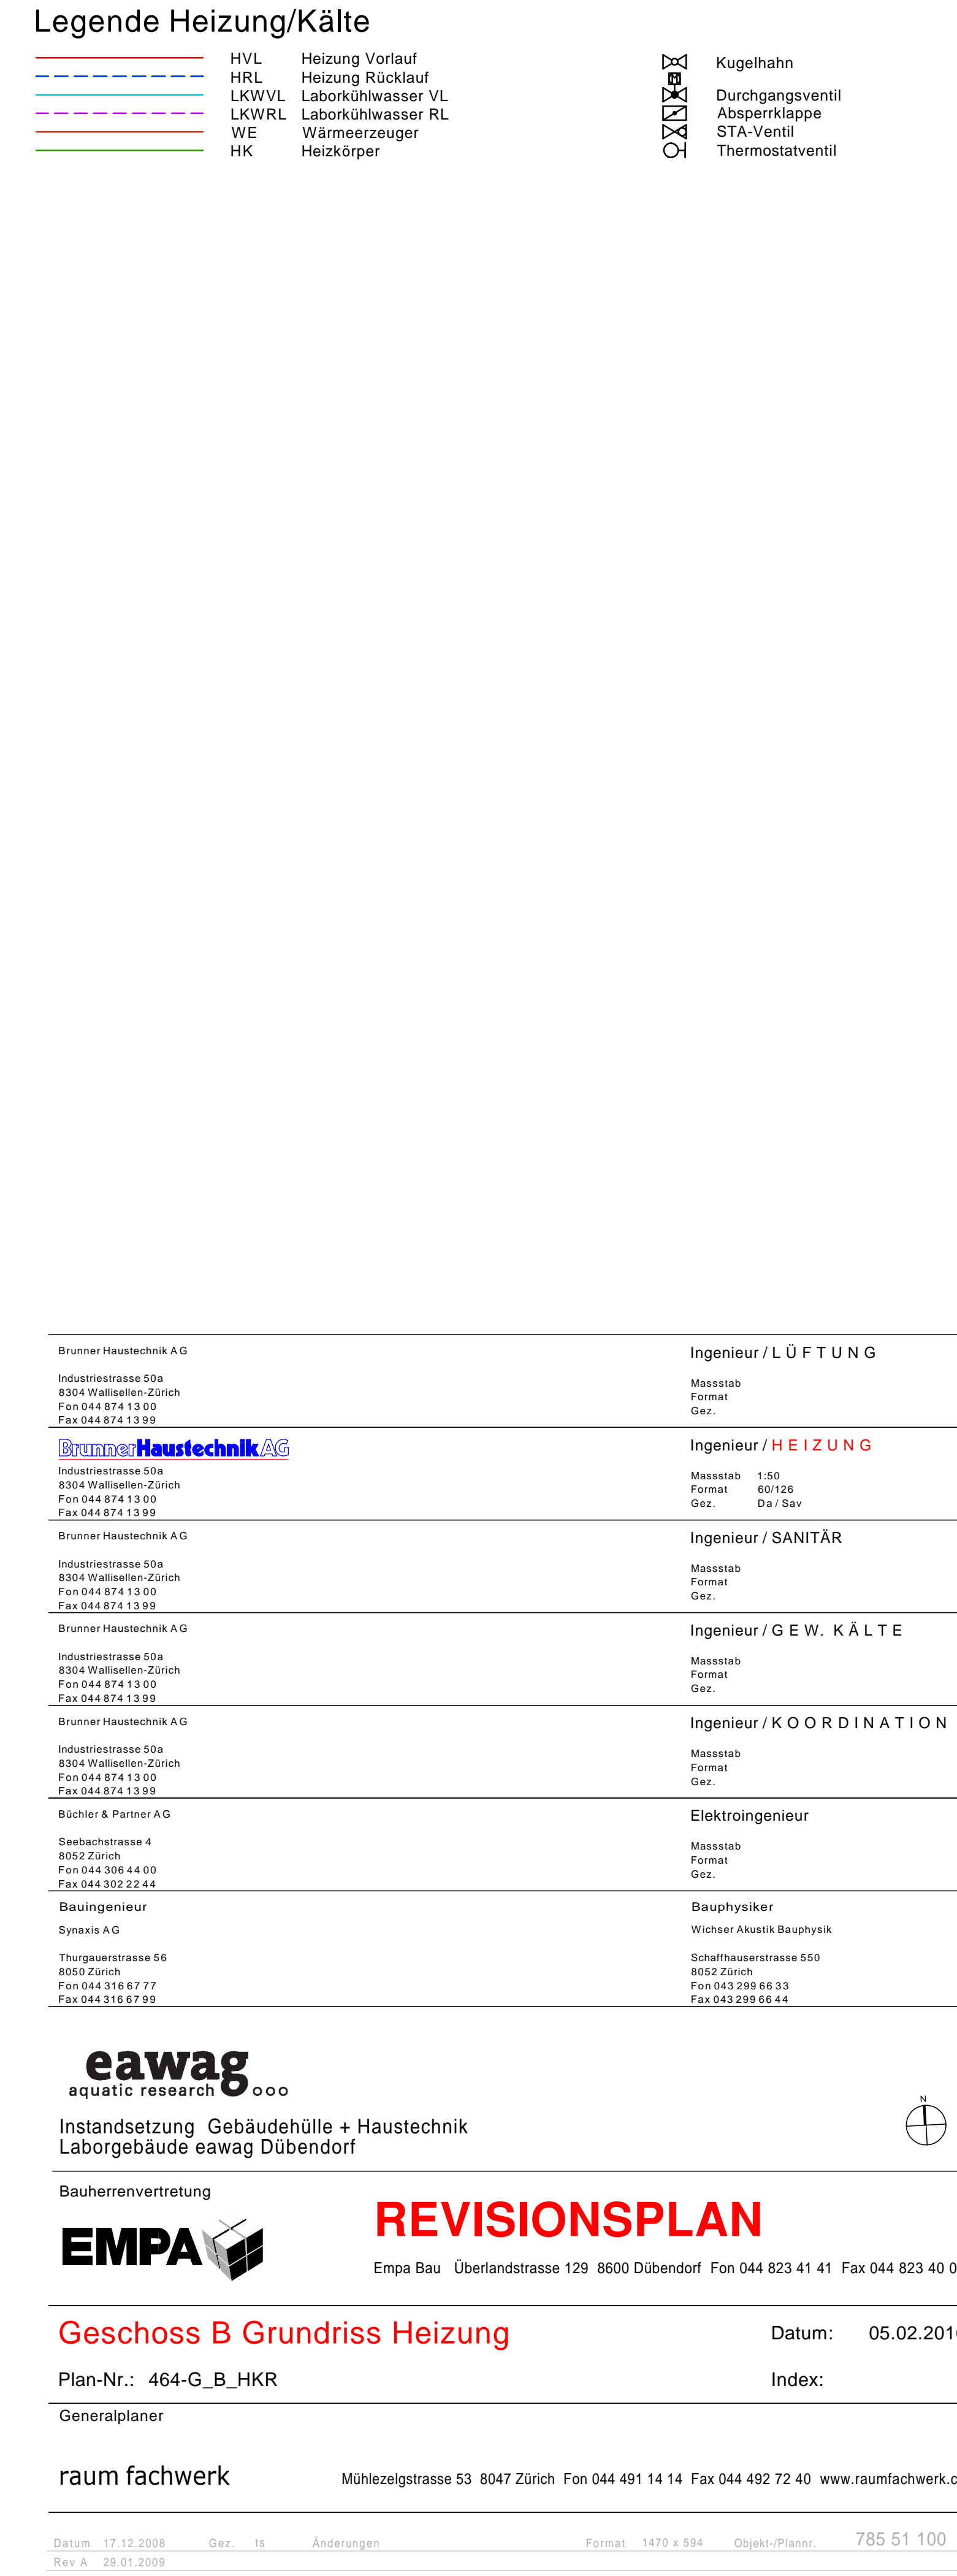 Legende Heizung/Kälte
HVL Heizung Vorlauf
HRL Heizung Rücklauf
LKWVL Laborkühlwasser VL
LKWRL Laborkühlwasser RL
WE Wärmeerzeuger
HK Heizkörper
Kugelhahn
M
Durchgangsventil
Absperrklappe
STA-Ventil
Thermostatventil
Brunner Haustechnik AG
Industriestrasse 50a
8304 Wallisellen-Zürich
Fon 044 874 13 00
Fax 044 874 13 99
Ingenieur / LÜFTUNG
Massstab
Format
Gez.
BrunnerHaustechnikAG
Industriestrasse 50a
8304 Wallisellen-Zürich
Fon 044 874 13 00
Fax 044 874 13 99
Ingenieur / HEIZUNG
Massstab 1:50
Format 60/126
Gez. Da / Sav
Brunner Haustechnik AG
Industriestrasse 50a
8304 Wallisellen-Zürich
Fon 044 874 13 00
Fax 044 874 13 99
Ingenieur / SANITÄR
Massstab
Format
Gez.
Brunner Haustechnik AG
Industriestrasse 50a
8304 Wallisellen-Zürich
Fon 044 874 13 00
Fax 044 874 13 99
Ingenieur / GEW. KÄLTE
Massstab
Format
Gez.
Brunner Haustechnik AG
Industriestrasse 50a
8304 Wallisellen-Zürich
Fon 044 874 13 00
Fax 044 874 13 99
Ingenieur / KOORDINATION
Massstab
Format
Gez.
Büchler & Partner AG
Seebachstrasse 4
8052 Zürich
Fon 044 306 44 00
Fax 044 302 22 44
Elektroingenieur
Massstab
Format
Gez.
Bauingenieur
Synaxis AG
Thurgauerstrasse 56
8050 Zürich
Fon 044 316 67 77
Fax 044 316 67 99
Bauphysiker
Wichser Akustik Bauphysik
Schaffhauserstrasse 550
8052 Zürich
Fon 043 299 66 33
Fax 043 299 66 44
eawag
aquatic research ooo
Instandsetzung Gebäudehülle + Haustechnik
Laborgebäude eawag Dübendorf
N
Bauherrenvertretung
EMPA
REVISIONSPLAN
Empa Bau Überlandstrasse 129 8600 Dübendorf Fon 044 823 41 41 Fax 044 823 40 0
Geschoss B Grundriss Heizung
Datum: 05.02.201
Plan-Nr.: 464-G_B_HKR
Index:
Generalplaner
raum fachwerk
Mühlezelgstrasse 53 8047 Zürich Fon 044 491 14 14 Fax 044 492 72 40 www.raumfachwerk.c
Datum 17.12.2008 Gez. ts Änderungen Format 1470 x 594 Objekt-/Plannr. 785 51 100
Rev A 29.01.2009